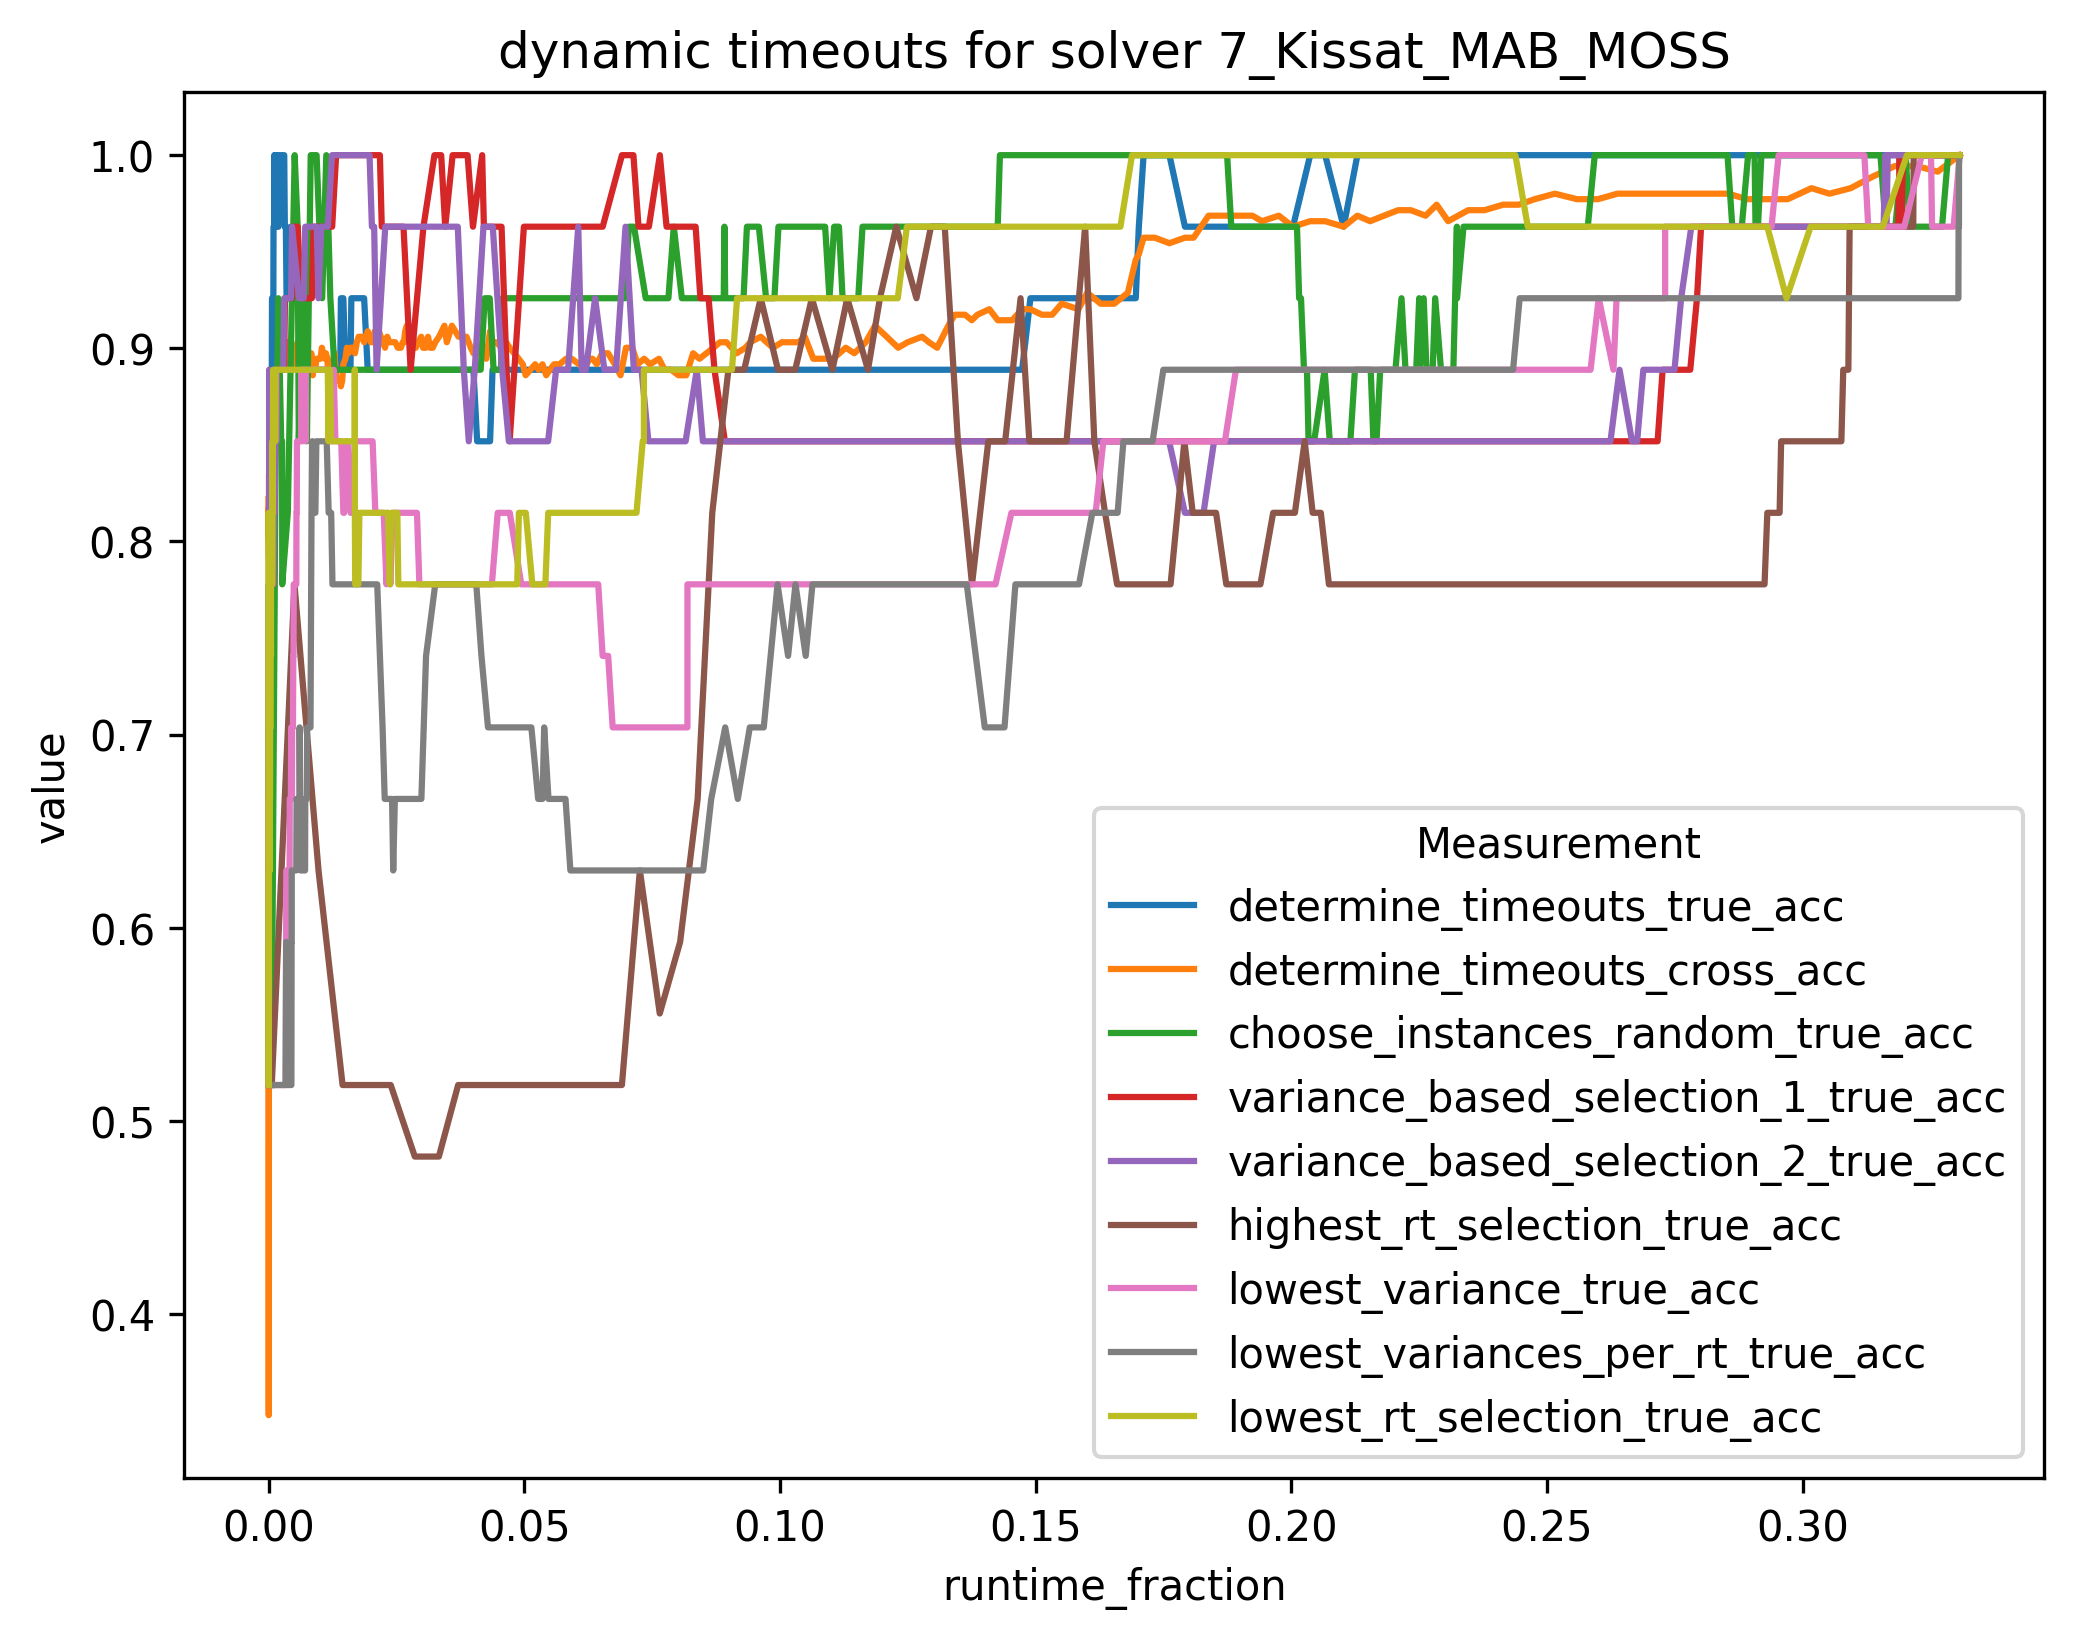 dynamic timeouts for solver 7_Kissat_MAB_MOSS
1.0
0.9
0.8
0.7
0.6
0.5
0.4
value
Measurement
determine_timeouts_true_acc
determine_timeouts_cross_acc
choose_instances_random_true_acc
variance_based_selection_1_true_acc
variance_based_selection_2_true_acc
highest_rt_selection_true_acc
lowest_variance_true_acc
lowest_variances_per_rt_true_acc
lowest_rt_selection_true_acc
0.00 0.05 0.10 0.15 0.20 0.25 0.30
runtime_fraction